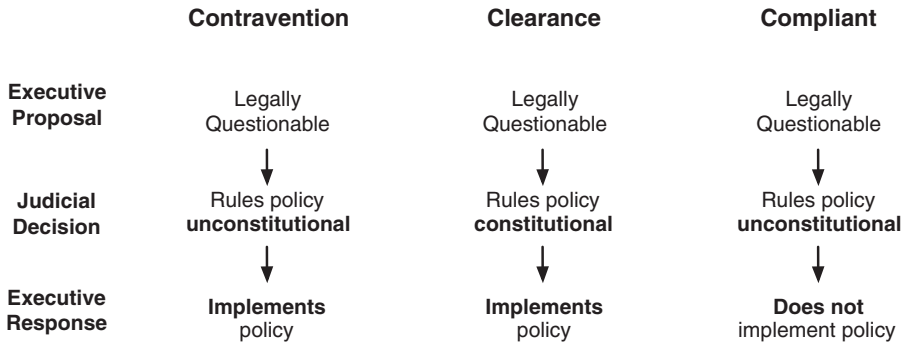 Contravention Clearance Compliant
Executive Proposal
Legally Questionable
Legally Questionable
Legally Questionable
Judicial Decision
Rules policy unconstitutional
Rules policy constitutional
Rules policy unconstitutional
Executive Response
Implements policy
Implements policy
Does not implement policy